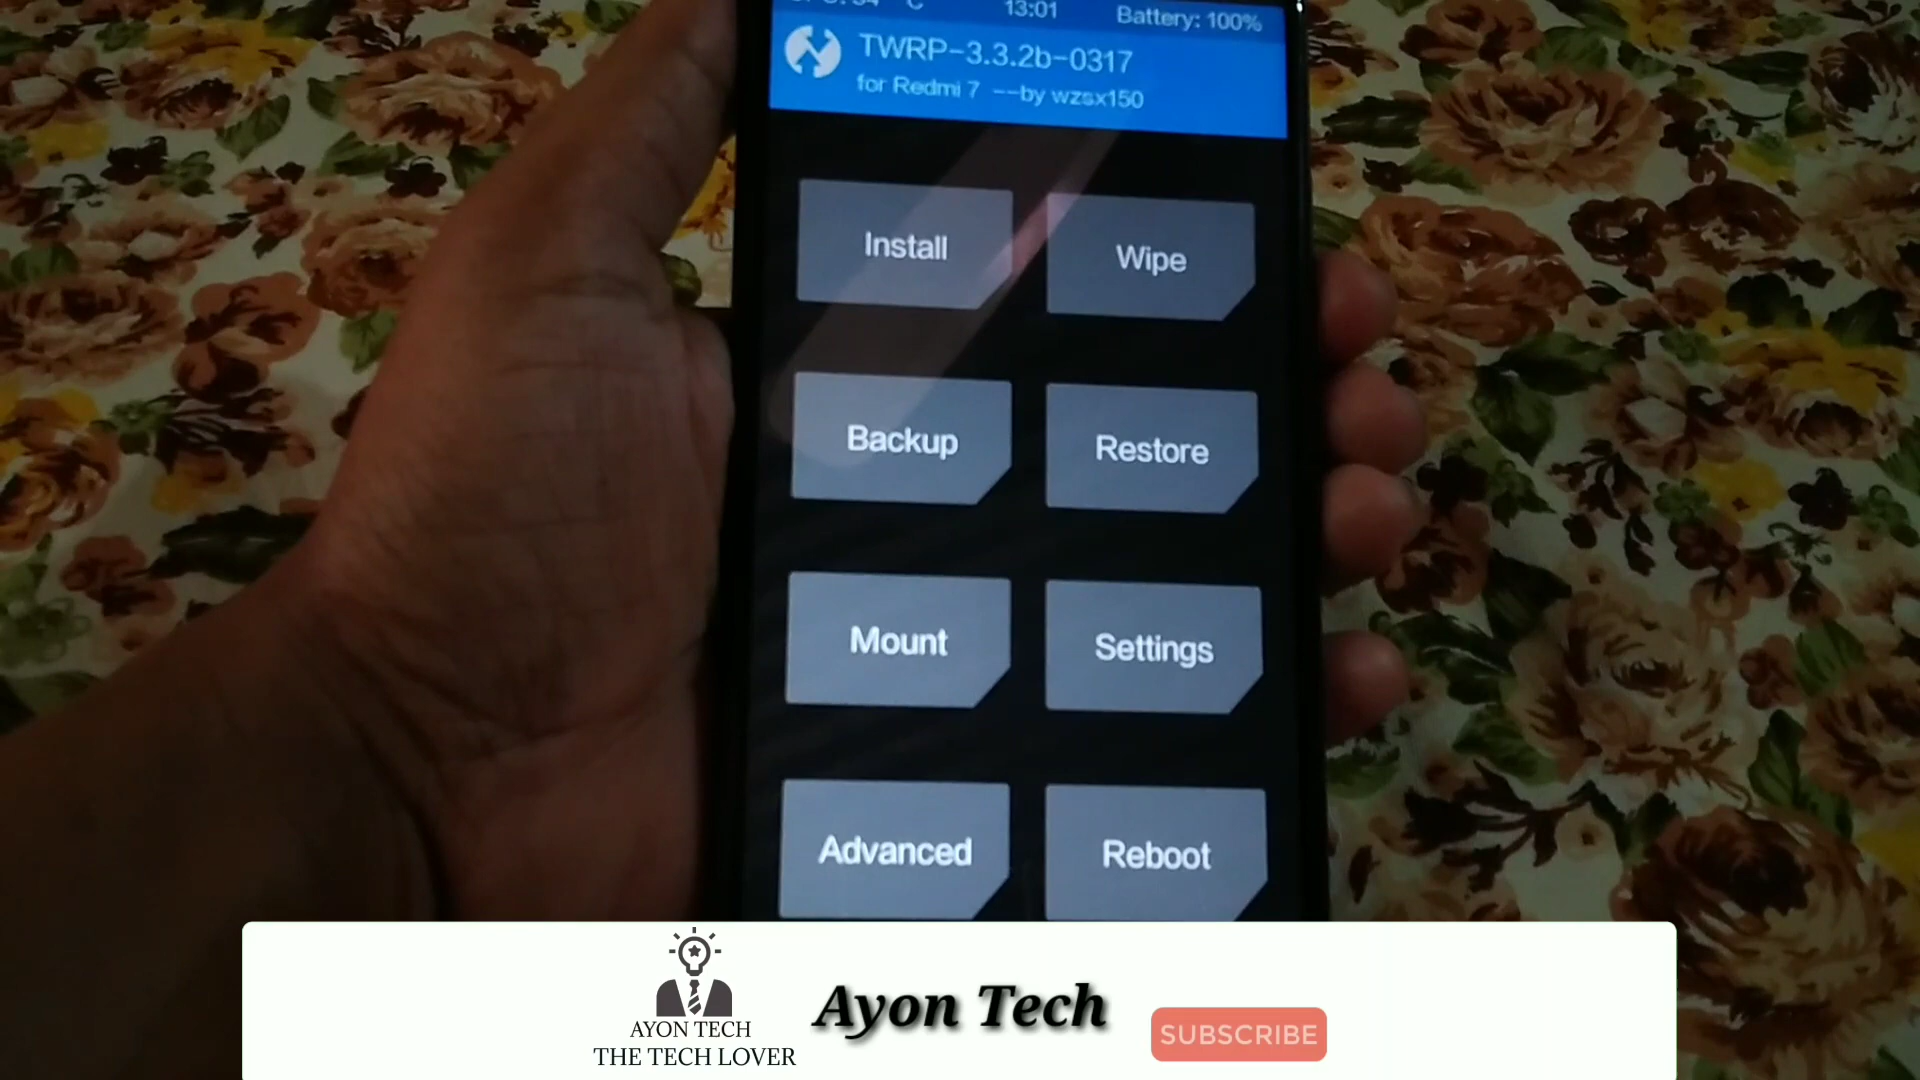 13:01
Battery: 100%
TWRP-3.3.2b-0317
for Redmi 7 --by wzsx150
Install
Wipe
Backup
Restore
Mount
Settings
Advanced
Reboot
AYON TECH
THE TECH LOVER
Ayon Tech
SUBSCRIBE